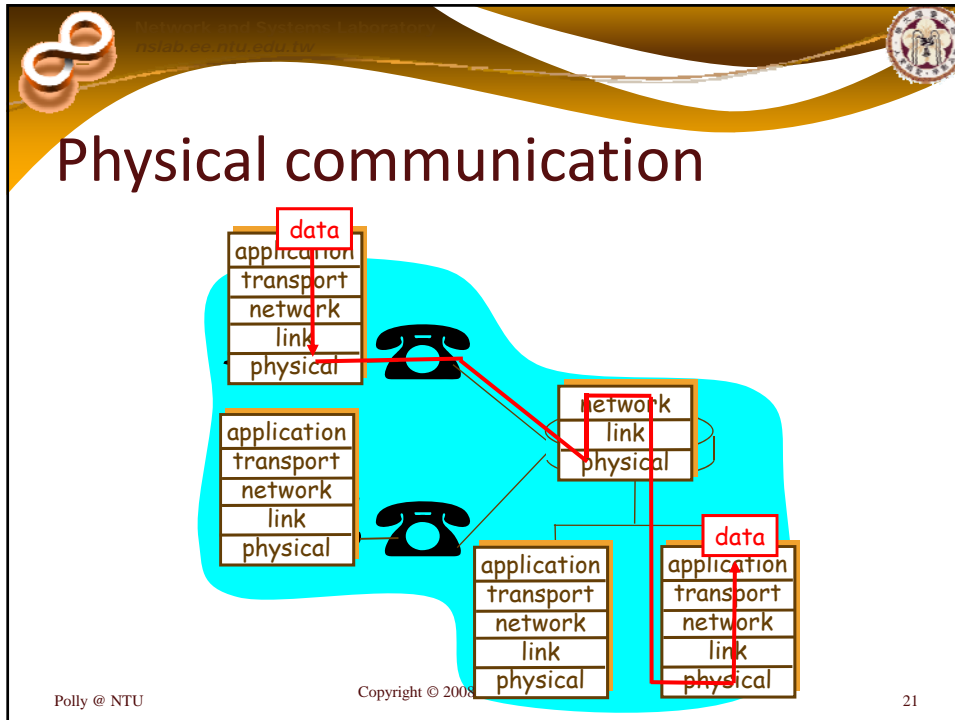 Network and Systems Laboratory
nslab.ee.ntu.edu.tw
Physical communication
data
application
transport
network
link
physical
application
transport
network
link
physical
network
link
physical
data
application
transport
network
link
physical
application
transport
network
link
physical
Polly @ NTU
Copyright © 2008
21